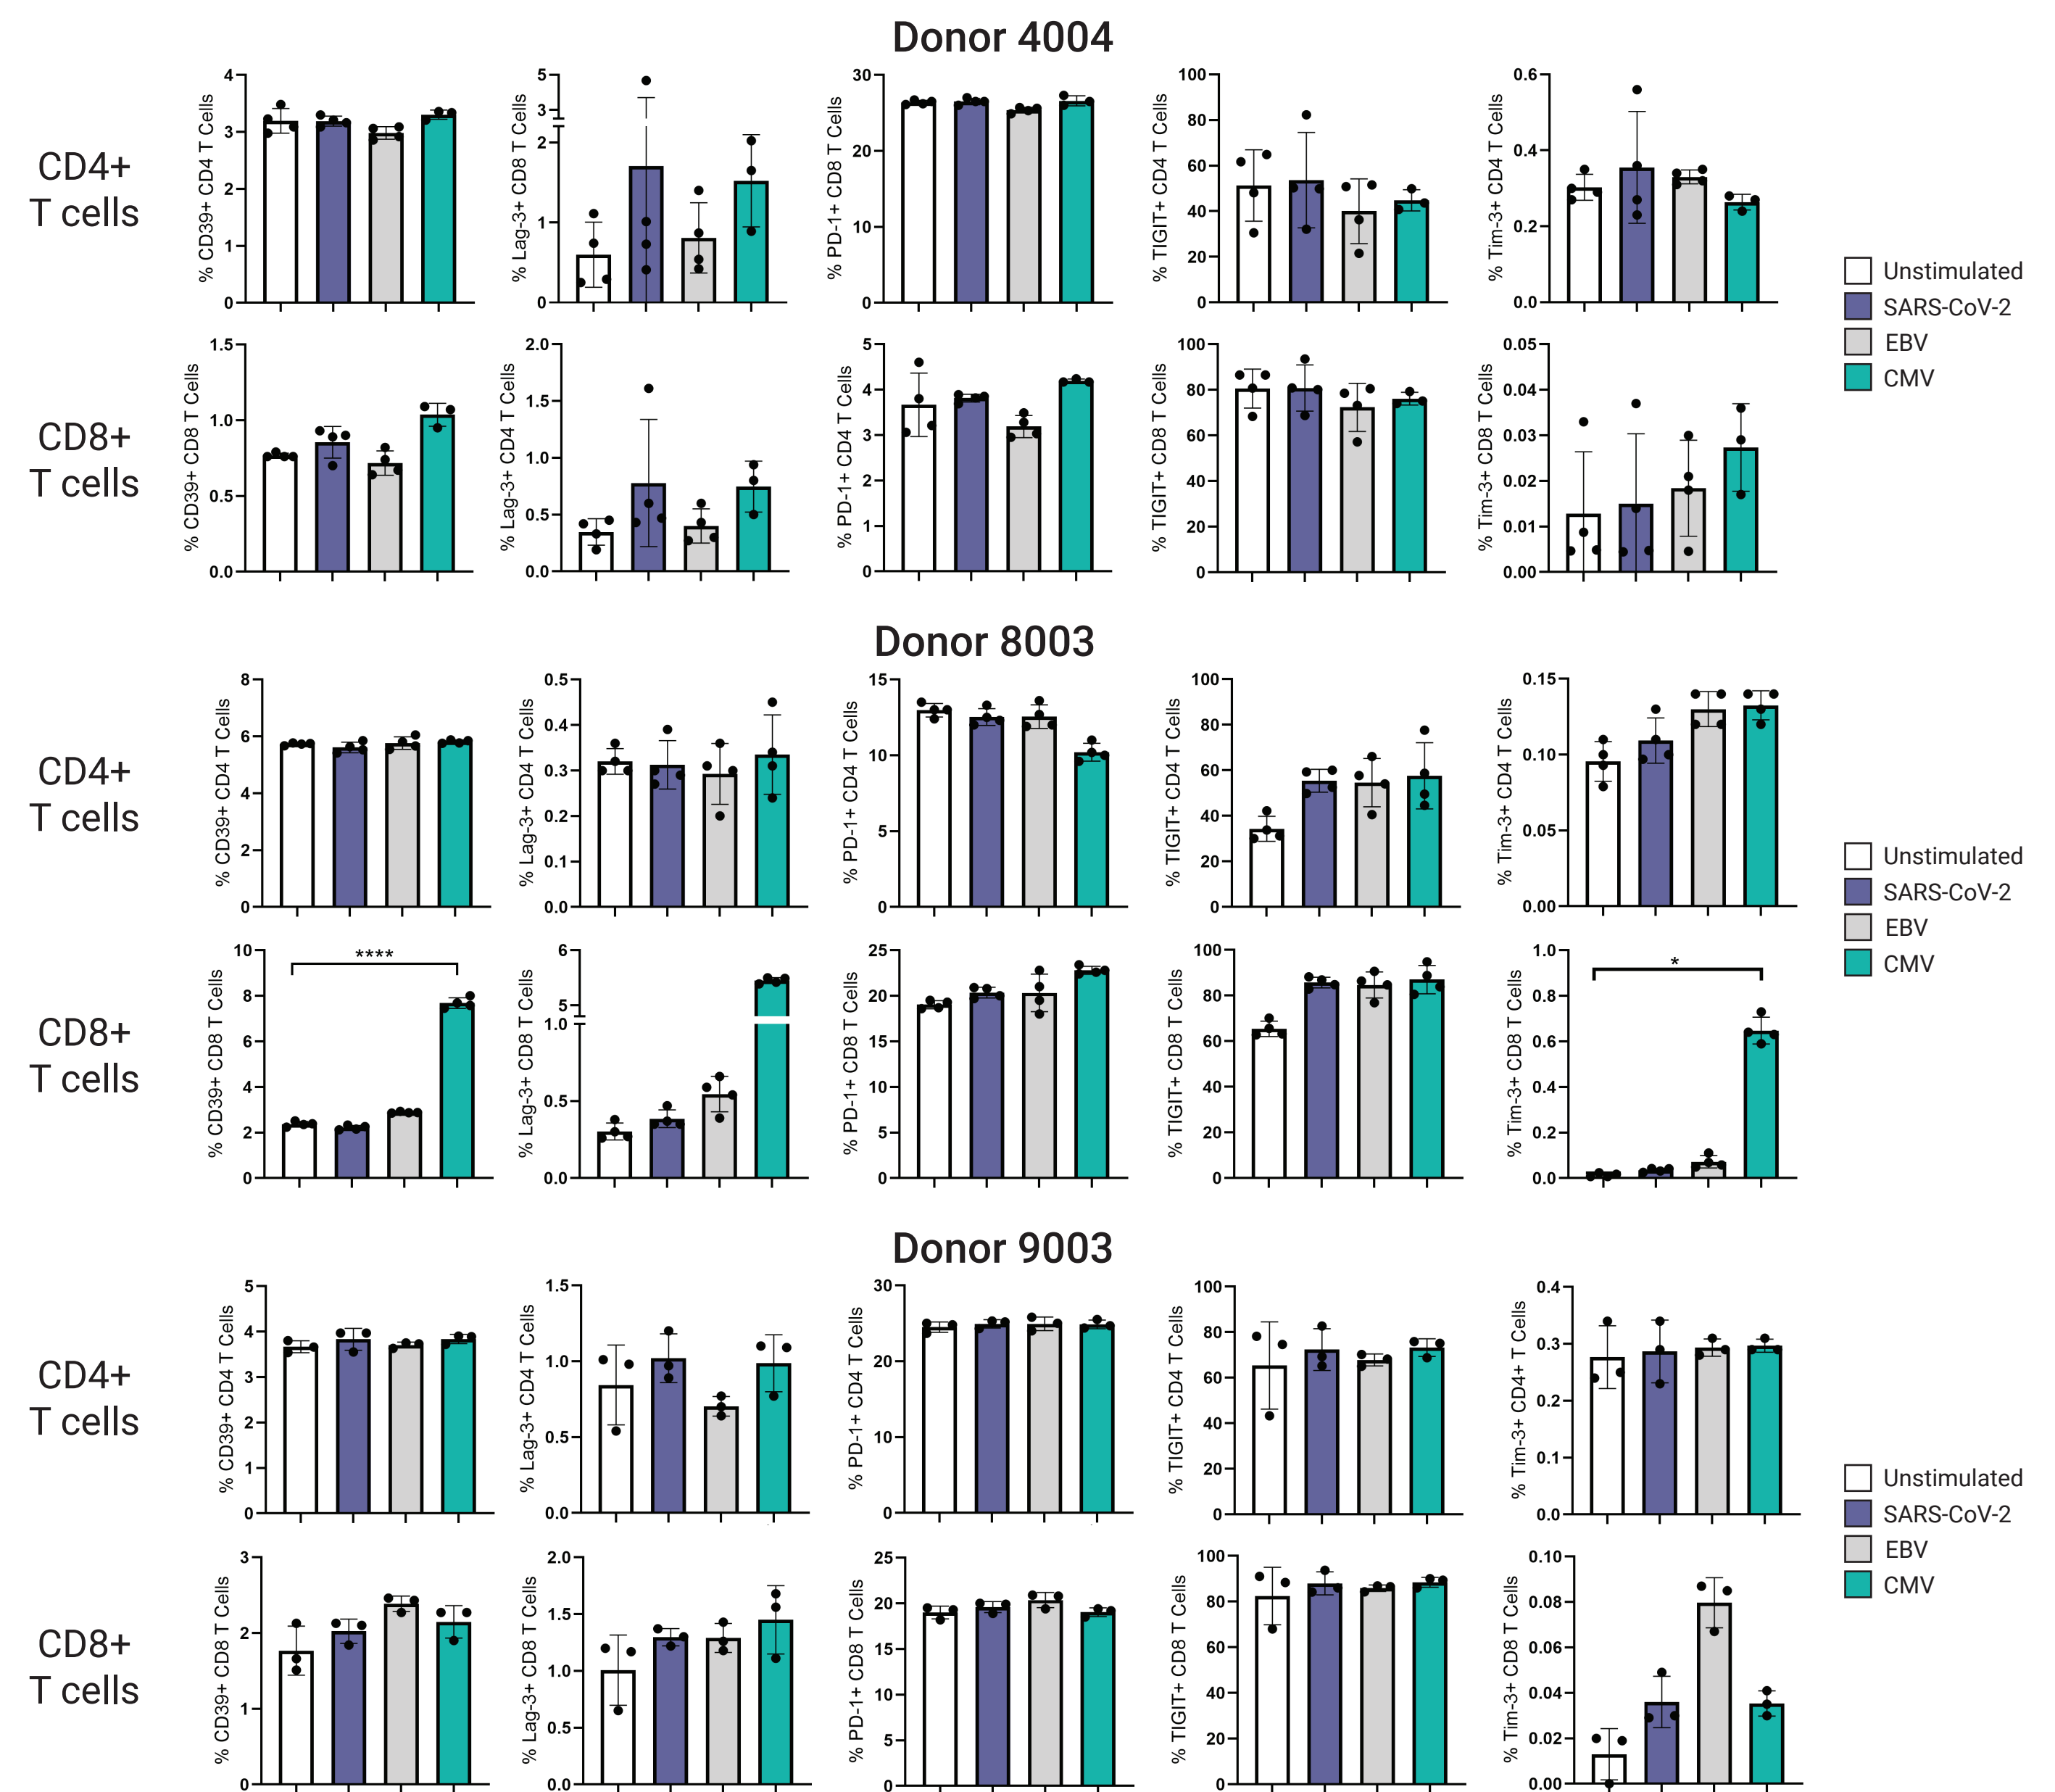 Donor 4004
CD4+
T cells
% CD39+ CD4 T Cells
4
3
2
1
0
% Lag-3+ CD8 T Cells
5
3
2
1
0
% PD-1+ CD8 T Cells
30
20
10
0
% TIGIT+ CD4 T Cells
100
80
60
40
20
0
% Tim-3+ CD4 T Cells
0.6
0.4
0.2
0.0
Unstimulated
SARS-CoV-2
EBV
CMV
CD8+
T cells
% CD39+ CD8 T Cells
1.5
1.0
0.5
0.0
% Lag-3+ CD4 T Cells
2.0
1.5
1.0
0.5
0.0
% PD-1+ CD4 T Cells
5
4
3
2
1
0
% TIGIT+ CD8 T Cells
100
80
60
40
20
0
% Tim-3+ CD8 T Cells
0.05
0.04
0.03
0.02
0.01
0.00
Donor 8003
CD4+
T cells
% CD39+ CD4 T Cells
8
6
4
2
0
% Lag-3+ CD4 T Cells
0.5
0.4
0.3
0.2
0.1
0.0
% PD-1+ CD4 T Cells
15
10
5
0
% TIGIT+ CD4 T Cells
100
80
60
40
20
0
% Tim-3+ CD4 T Cells
0.15
0.10
0.05
0.00
Unstimulated
SARS-CoV-2
EBV
CMV
CD8+
T cells
% CD39+ CD8 T Cells
10
8
6
4
2
0
****
% Lag-3+ CD8 T Cells
6
5
1.0
0.5
0.0
% PD-1+ CD8 T Cells
25
20
15
10
5
0
% TIGIT+ CD8 T Cells
100
80
60
40
20
0
% Tim-3+ CD8 T Cells
1.0
0.8
0.6
0.4
0.2
0.0
*
Donor 9003
CD4+
T cells
% CD39+ CD4 T Cells
5
4
3
2
1
0
% Lag-3+ CD4 T Cells
1.5
1.0
0.5
0.0
% PD-1+ CD4 T Cells
30
20
10
0
% TIGIT+ CD4 T Cells
100
80
60
40
20
0
% Tim-3+ CD4+ T Cells
0.4
0.3
0.2
0.1
0.0
Unstimulated
SARS-CoV-2
EBV
CMV
CD8+
T cells
% CD39+ CD8 T Cells
3
2
1
0
% Lag-3+ CD8 T Cells
2.0
1.5
1.0
0.5
0.0
% PD-1+ CD8 T Cells
25
20
15
10
5
0
% TIGIT+ CD8 T Cells
100
80
60
40
20
0
% Tim-3+ CD8 T Cells
0.10
0.08
0.06
0.04
0.02
0.00